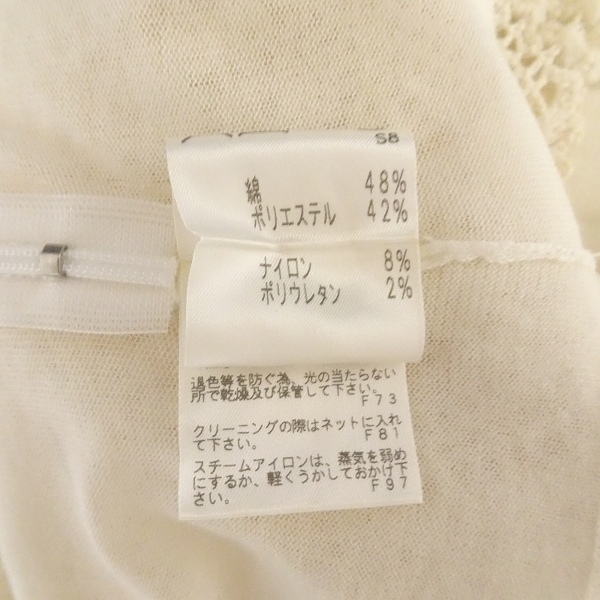 S8
綿 48%
ポリエステル 42%
ナイロン 8%
ポリウレタン 2%
退色等を防ぐ為、光の当たらない
所で乾燥及び保管して下さい。
F73
クリーニングの際はネットに入れ
て下さい。 F81
スチームアイロンは、蒸気を弱め
にするか、軽くうかしておかけ下
さい。 F97